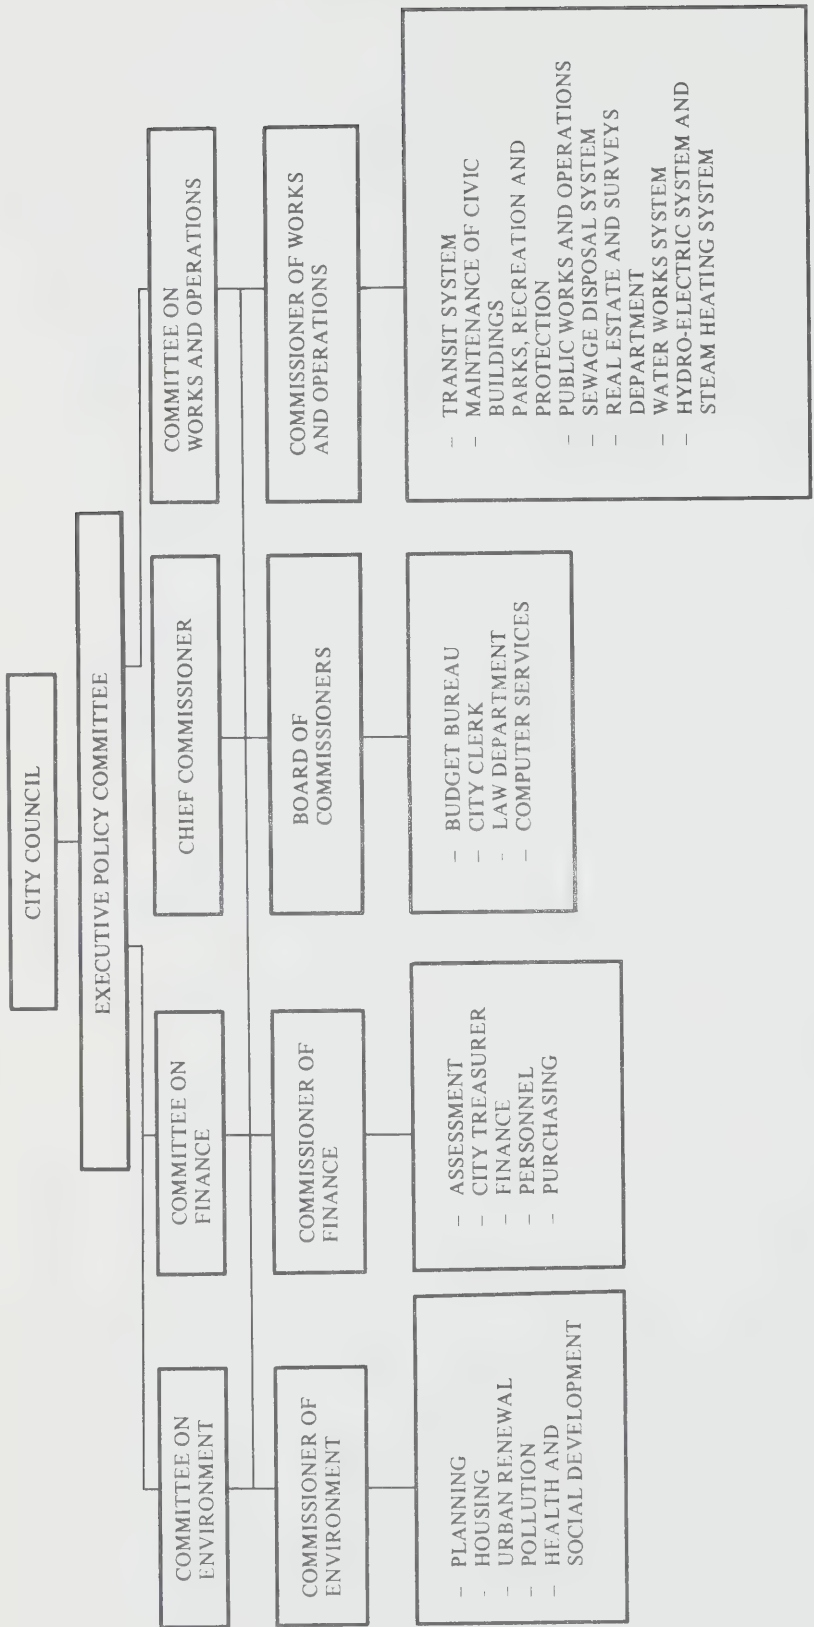 CITY COUNCIL
EXECUTIVE POLICY COMMITTEE
COMMITTEE ON
ENVIRONMENT
COMMITTEE ON
FINANCE
CHIEF COMMISSIONER
COMMITTEE ON
WORKS AND OPERATIONS
COMMISSIONER OF
ENVIRONMENT
COMMISSIONER OF
FINANCE
BOARD OF
COMMISSIONERS
COMMISSIONER OF WORKS
AND OPERATIONS
- PLANNING
- HOUSING
- URBAN RENEWAL
- POLLUTION
- HEALTH AND
SOCIAL DEVELOPMENT
- ASSESSMENT
- CITY TREASURER
- FINANCE
- PERSONNEL
- PURCHASING
- BUDGET BUREAU
- CITY CLERK
- LAW DEPARTMENT
- COMPUTER SERVICES
- TRANSIT SYSTEM
- MAINTENANCE OF CIVIC
BUILDINGS
PARKS, RECREATION AND
PROTECTION
- PUBLIC WORKS AND OPERATIONS
- SEWAGE DISPOSAL SYSTEM
- REAL ESTATE AND SURVEYS
DEPARTMENT
- WATER WORKS SYSTEM
- HYDRO-ELECTRIC SYSTEM AND
STEAM HEATING SYSTEM